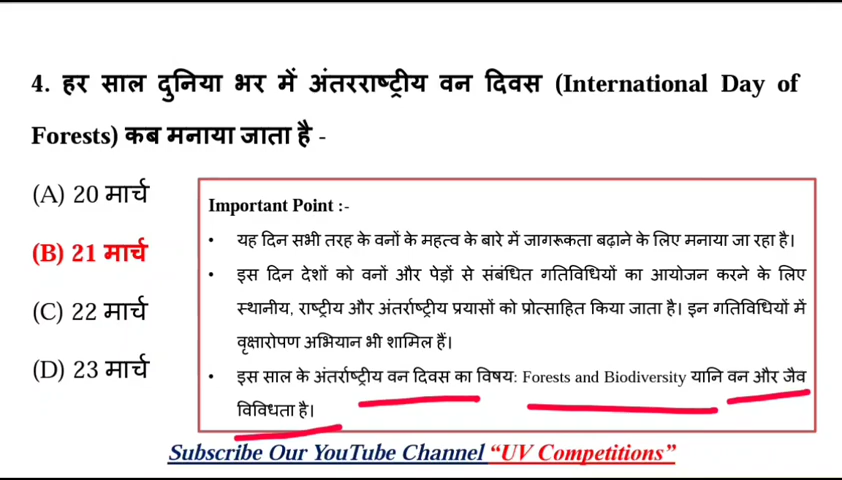 4. हर साल दुनिया भर में अंतरराष्ट्रीय वन दिवस (International Day of
Forests) कब मनाया जाता है -
(A) 20 मार्च
(B) 21 मार्च
(C) 22 मार्च
(D) 23 मार्च
Important Point :-
• यह दिन सभी तरह के वनों के महत्व के बारे में जागरूकता बढ़ाने के लिए मनाया जा रहा है।
• इस दिन देशों को वनों और पेड़ों से संबंधित गतिविधियों का आयोजन करने के लिए
स्थानीय, राष्ट्रीय और अंतर्राष्ट्रीय प्रयासों को प्रोत्साहित किया जाता है। इन गतिविधियों में
वृक्षारोपण अभियान भी शामिल हैं।
• इस साल के अंतर्राष्ट्रीय वन दिवस का विषय: Forests and Biodiversity यानि वन और जैव
विविधता है।
Subscribe Our YouTube Channel “UV Competitions”